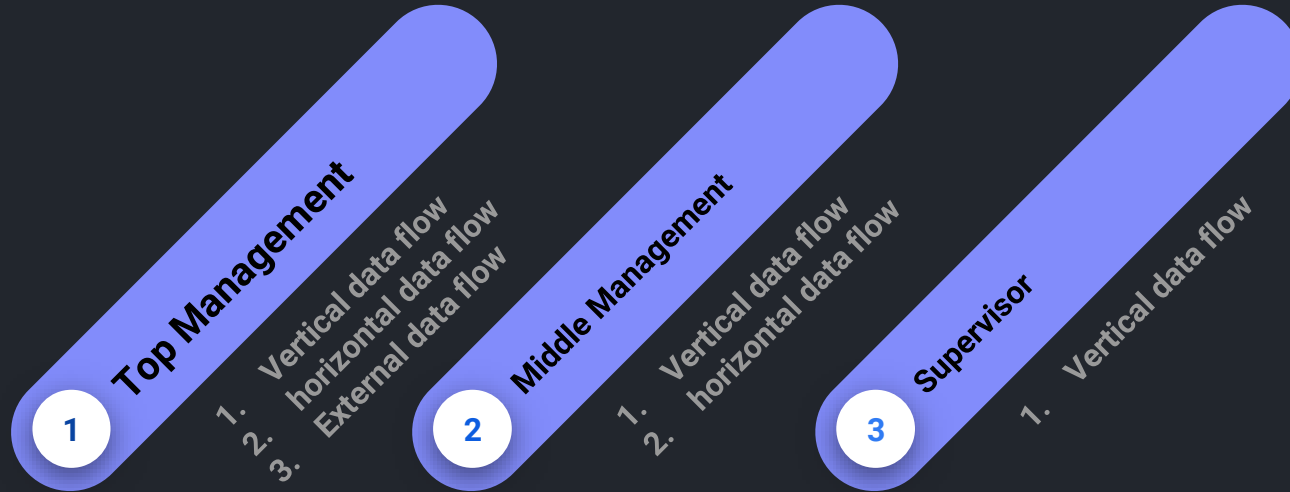 1
Top Management
1. Vertical data flow
2. horizontal data flow
3. External data flow
2
Middle Management
1. Vertical data flow
2. horizontal data flow
3
Supervisor
1. Vertical data flow